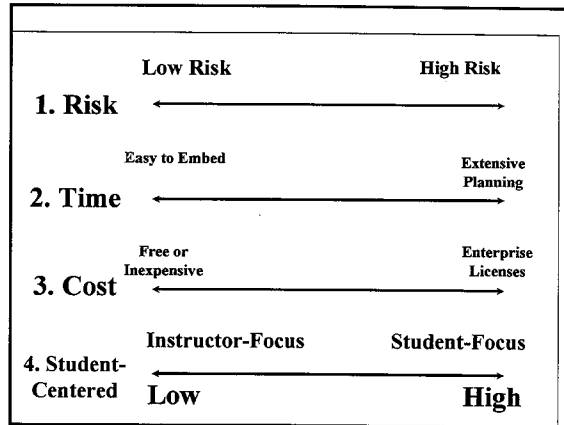 Low Risk High Risk
1. Risk
Easy to Embed Extensive
Planning
2. Time
Free or Enterprise
Inexpensive Licenses
3. Cost
Instructor-Focus Student-Focus
4. Student-
Centered
Low High